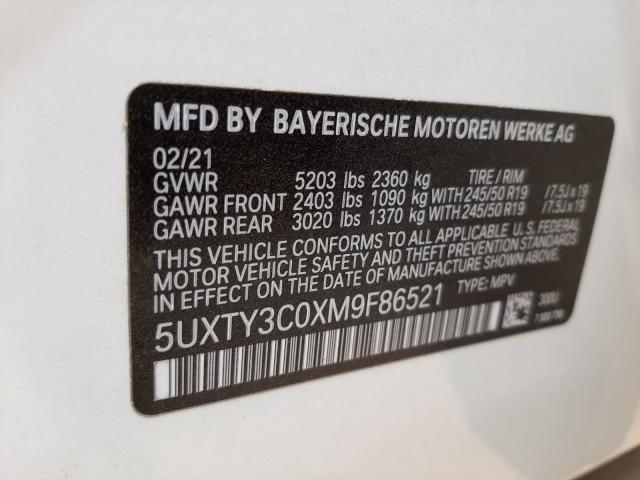 MFD BY BAYERISCHE MOTOREN WERKE AG
02/21
GVWR 5203 lbs 2360 kg TIRE / RIM
GAWR FRONT 2403 lbs 1090 kg WITH 245/50 R19 /7.5J x 19
GAWR REAR 3020 lbs 1370 kg WITH 245/50 R19 /7.5J x 19
THIS VEHICLE CONFORMS TO ALL APPLICABLE U.S. FEDERAL
MOTOR VEHICLE SAFETY AND THEFT PREVENTION STANDARDS
IN EFFECT ON THE DATE OF MANUFACTURE SHOWN ABOVE.
5UXTY3C0XM9F86521 TYPE: MPV